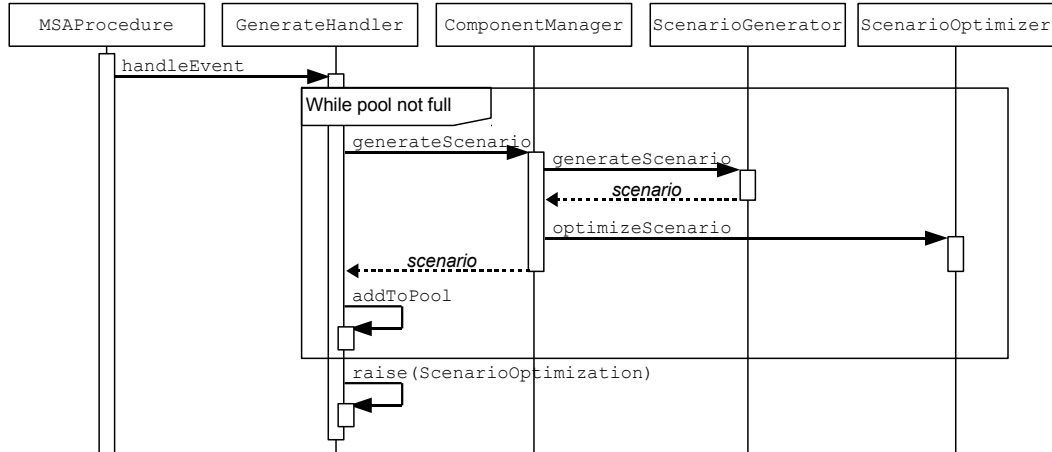 MSAProcedure
GenerateHandler
ComponentManager
ScenarioGenerator
ScenarioOptimizer
handleEvent
While pool not full
generateScenario
generateScenario
scenario
optimizeScenario
scenario
addToPool
raise(ScenarioOptimization)